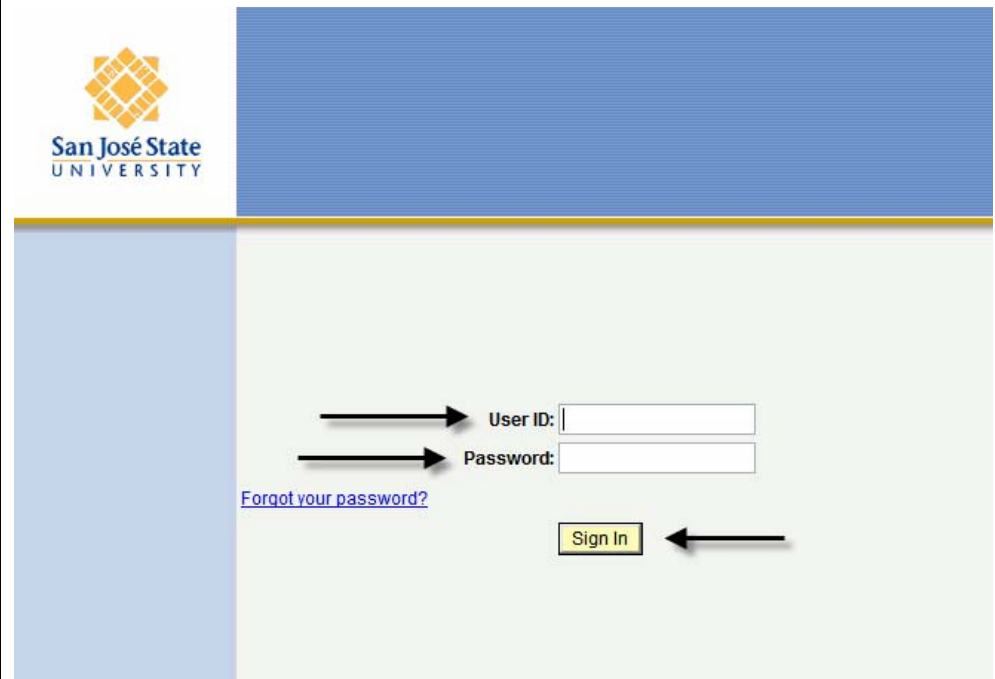 San José State
UNIVERSITY
User ID:
Password:
Forgot your password?
Sign In